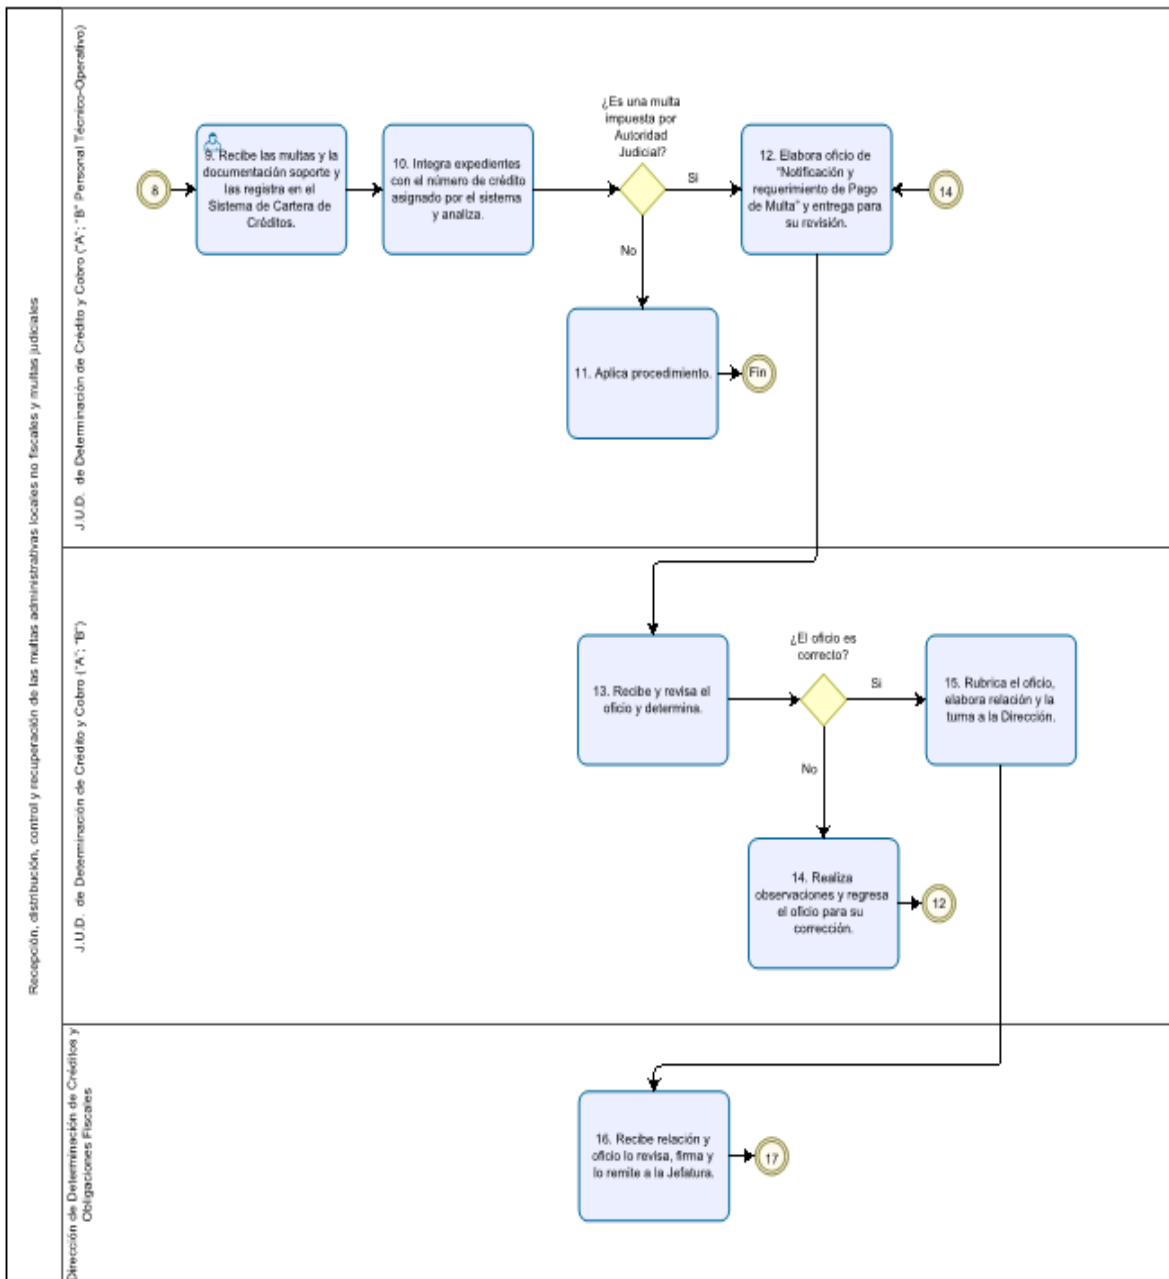 Recepción, distribución, control y recuperación de las multas administrativas locales no fiscales y multas judiciales
J.U.D. de Determinación de Crédito y Cobro ("A"; "B" Personal Técnico-Operativo)
8
9. Recibe las multas y la
documentación soporte y
las registra en el
Sistema de Cartera de
Créditos.
10. Integra expedientes
con el número de crédito
asignado por el sistema
y analiza.
¿Es una multa
impuesta por
Autoridad
Judicial?
Si
No
12. Elabora oficio de
"Notificación y
requerimiento de Pago
de Multa" y entrega para
su revisión.
14
11. Aplica procedimiento.
Fin
J.U.D. de Determinación de Crédito y Cobro ("A"; "B")
13. Recibe y revisa el
oficio y determina.
¿El oficio es
correcto?
Si
No
15. Rubrica el oficio,
elabora relación y la
turna a la Dirección.
14. Realiza
observaciones y regresa
el oficio para su
corrección.
12
Dirección de Determinación de Créditos y
Obligaciones Fiscales
16. Recibe relación y
oficio lo revisa, firma y
lo remite a la Jefatura.
17